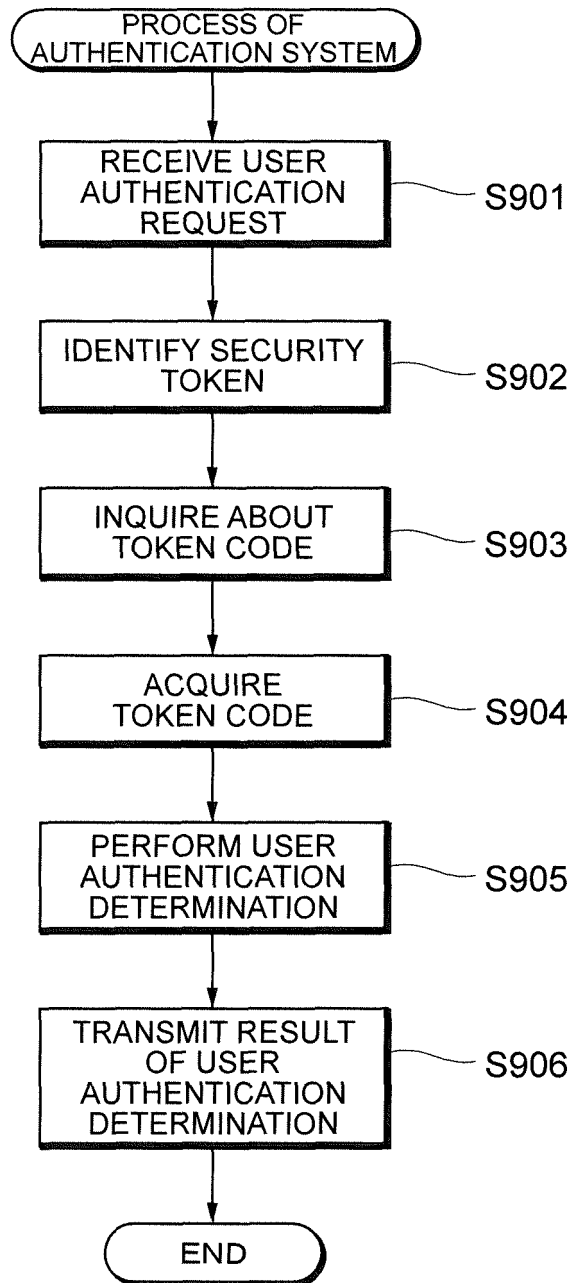 PROCESS OF
AUTHENTICATION SYSTEM
RECEIVE USER
AUTHENTICATION
REQUEST
S901
IDENTIFY SECURITY
TOKEN
S902
INQUIRE ABOUT
TOKEN CODE
S903
ACQUIRE
TOKEN CODE
S904
PERFORM USER
AUTHENTICATION
DETERMINATION
S905
TRANSMIT RESULT
OF USER
AUTHENTICATION
DETERMINATION
S906
END